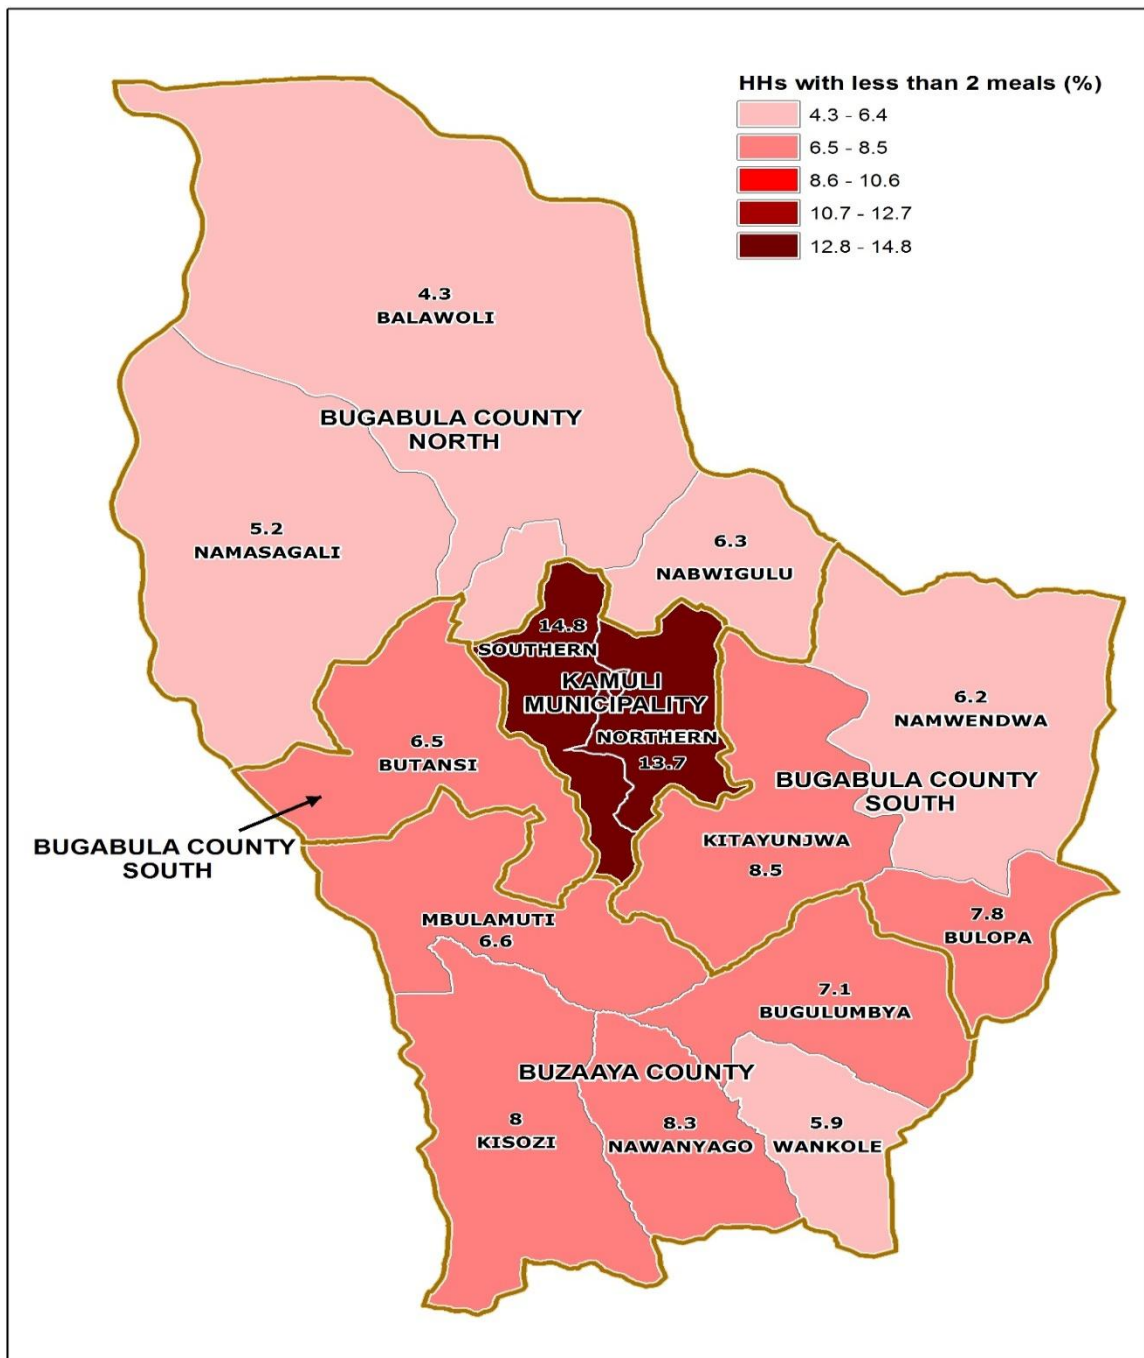 HHs with less than 2 meals (%)
4.3 - 6.4
6.5 - 8.5
8.6 - 10.6
10.7 - 12.7
12.8 - 14.8
4.3
BALAWOLI
BUGABULA COUNTY
NORTH
5.2
NAMASAGALI
6.3
NABWIGULU
14.8
SOUTHERN
KAMULI
MUNICIPALITY
NORTHERN
13.7
6.2
NAMWENDWA
6.5
BUTANSI
BUGABULA COUNTY
SOUTH
BUGABULA COUNTY
SOUTH
KITAYUNJWA
8.5
MBULAMUTI
6.6
7.8
BULOPA
7.1
BUGULUMBYA
BUZAAYA COUNTY
8
KISOZI
8.3
NAWANYAGO
5.9
WANKOLE